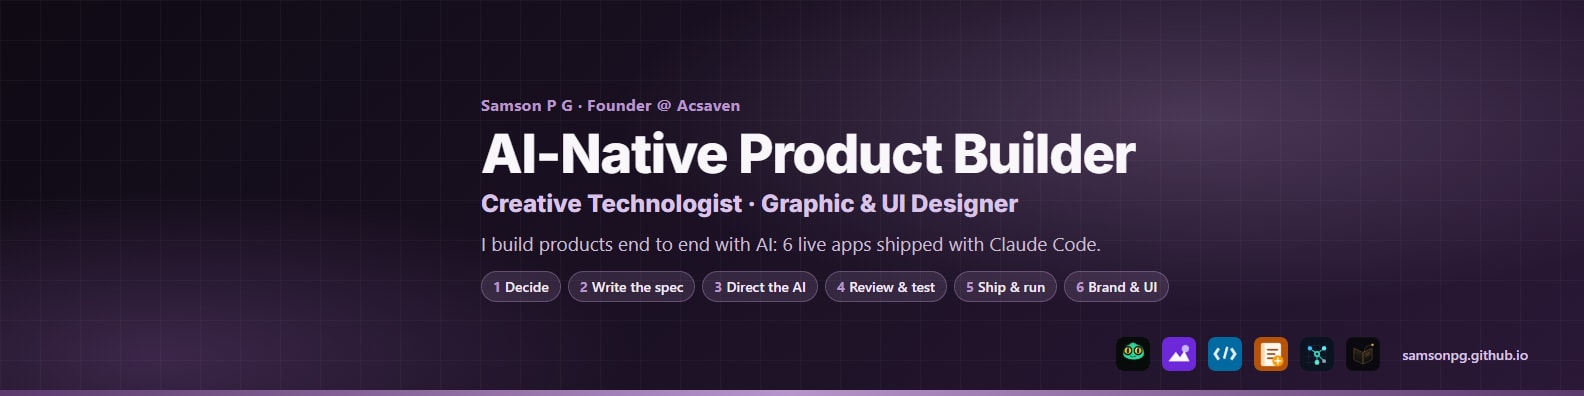 Samson P G · Founder @ Acsaven
AI-Native Product Builder
Creative Technologist · Graphic & UI Designer
I build products end to end with AI: 6 live apps shipped with Claude Code.
1 Decide 2 Write the spec 3 Direct the AI 4 Review & test 5 Ship & run 6 Brand & UI
samsonpg.github.io